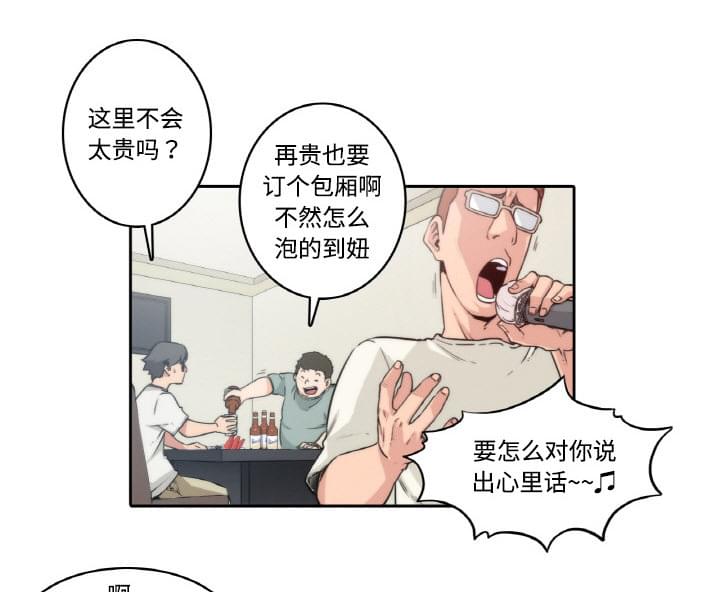 这里不会
太贵吗？
再贵也要
订个包厢啊
不然怎么
泡的到妞
要怎么对你说
出心里话~~♫
啊